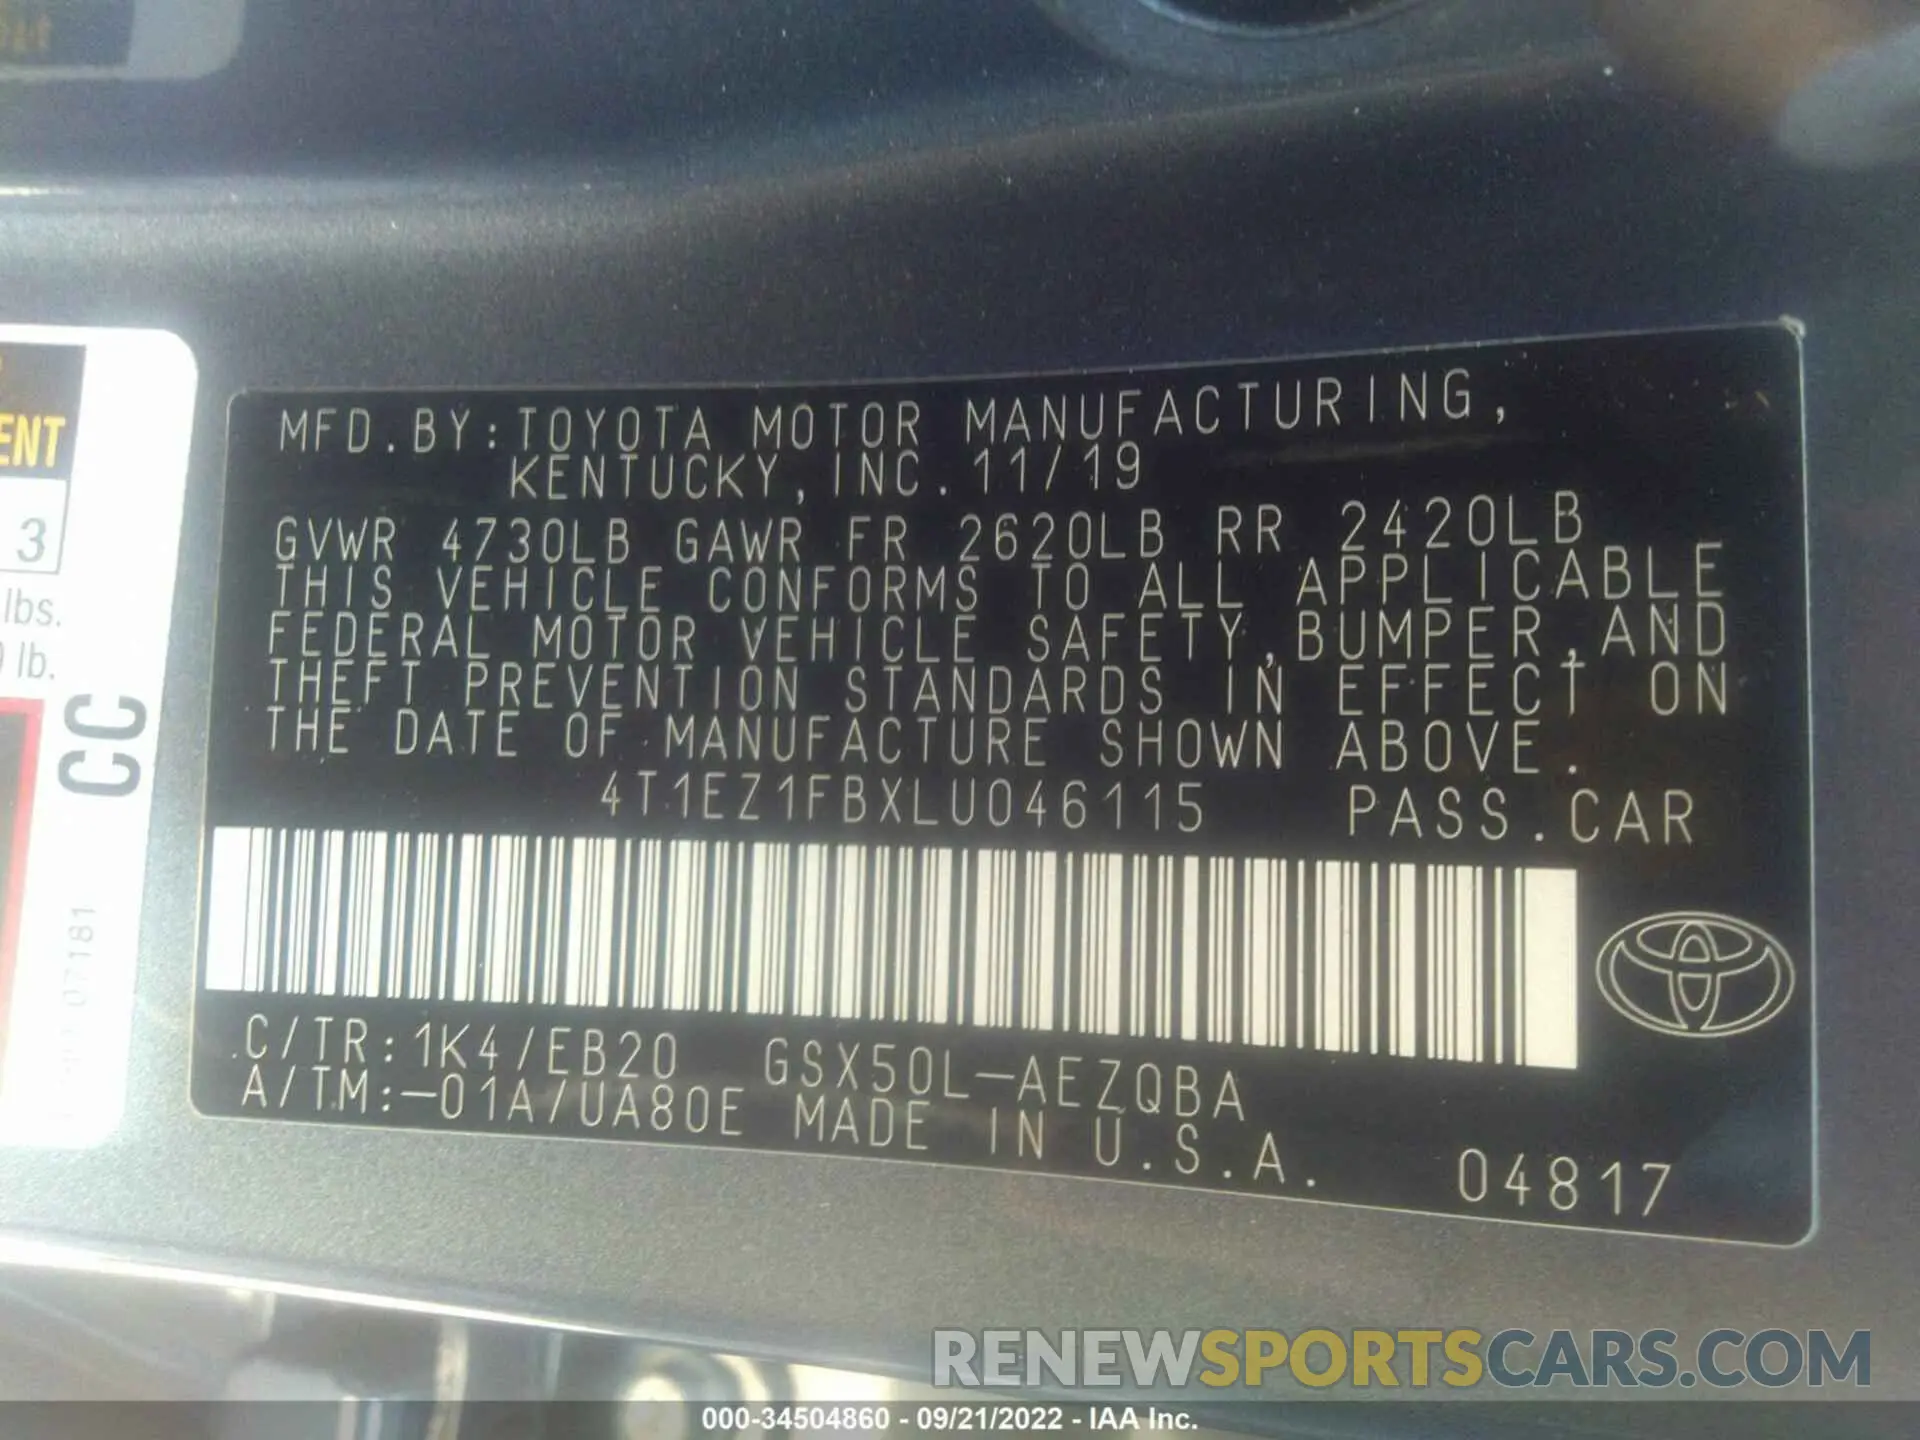 ENT
3
lbs.
lb.
CC
07181
MFD.BY:TOYOTA MOTOR MANUFACTURING,
KENTUCKY, INC. 11/19
GVWR 4730LB GAWR FR 2620LB RR 2420LB
THIS VEHICLE CONFORMS TO ALL APPLICABLE
FEDERAL MOTOR VEHICLE SAFETY,BUMPER,AND
THEFT PREVENTION STANDARDS IN EFFECT ON
THE DATE OF MANUFACTURE SHOWN ABOVE.
4T1EZ1FBXLU046115 PASS.CAR
C/TR:1K4/EB20 GSX50L-AEZQBA
A/TM:-01A/UA80E MADE IN U.S.A.
04817
RENEWSPORTSCARS.COM
000-34504860 - 09/21/2022 - IAA Inc.